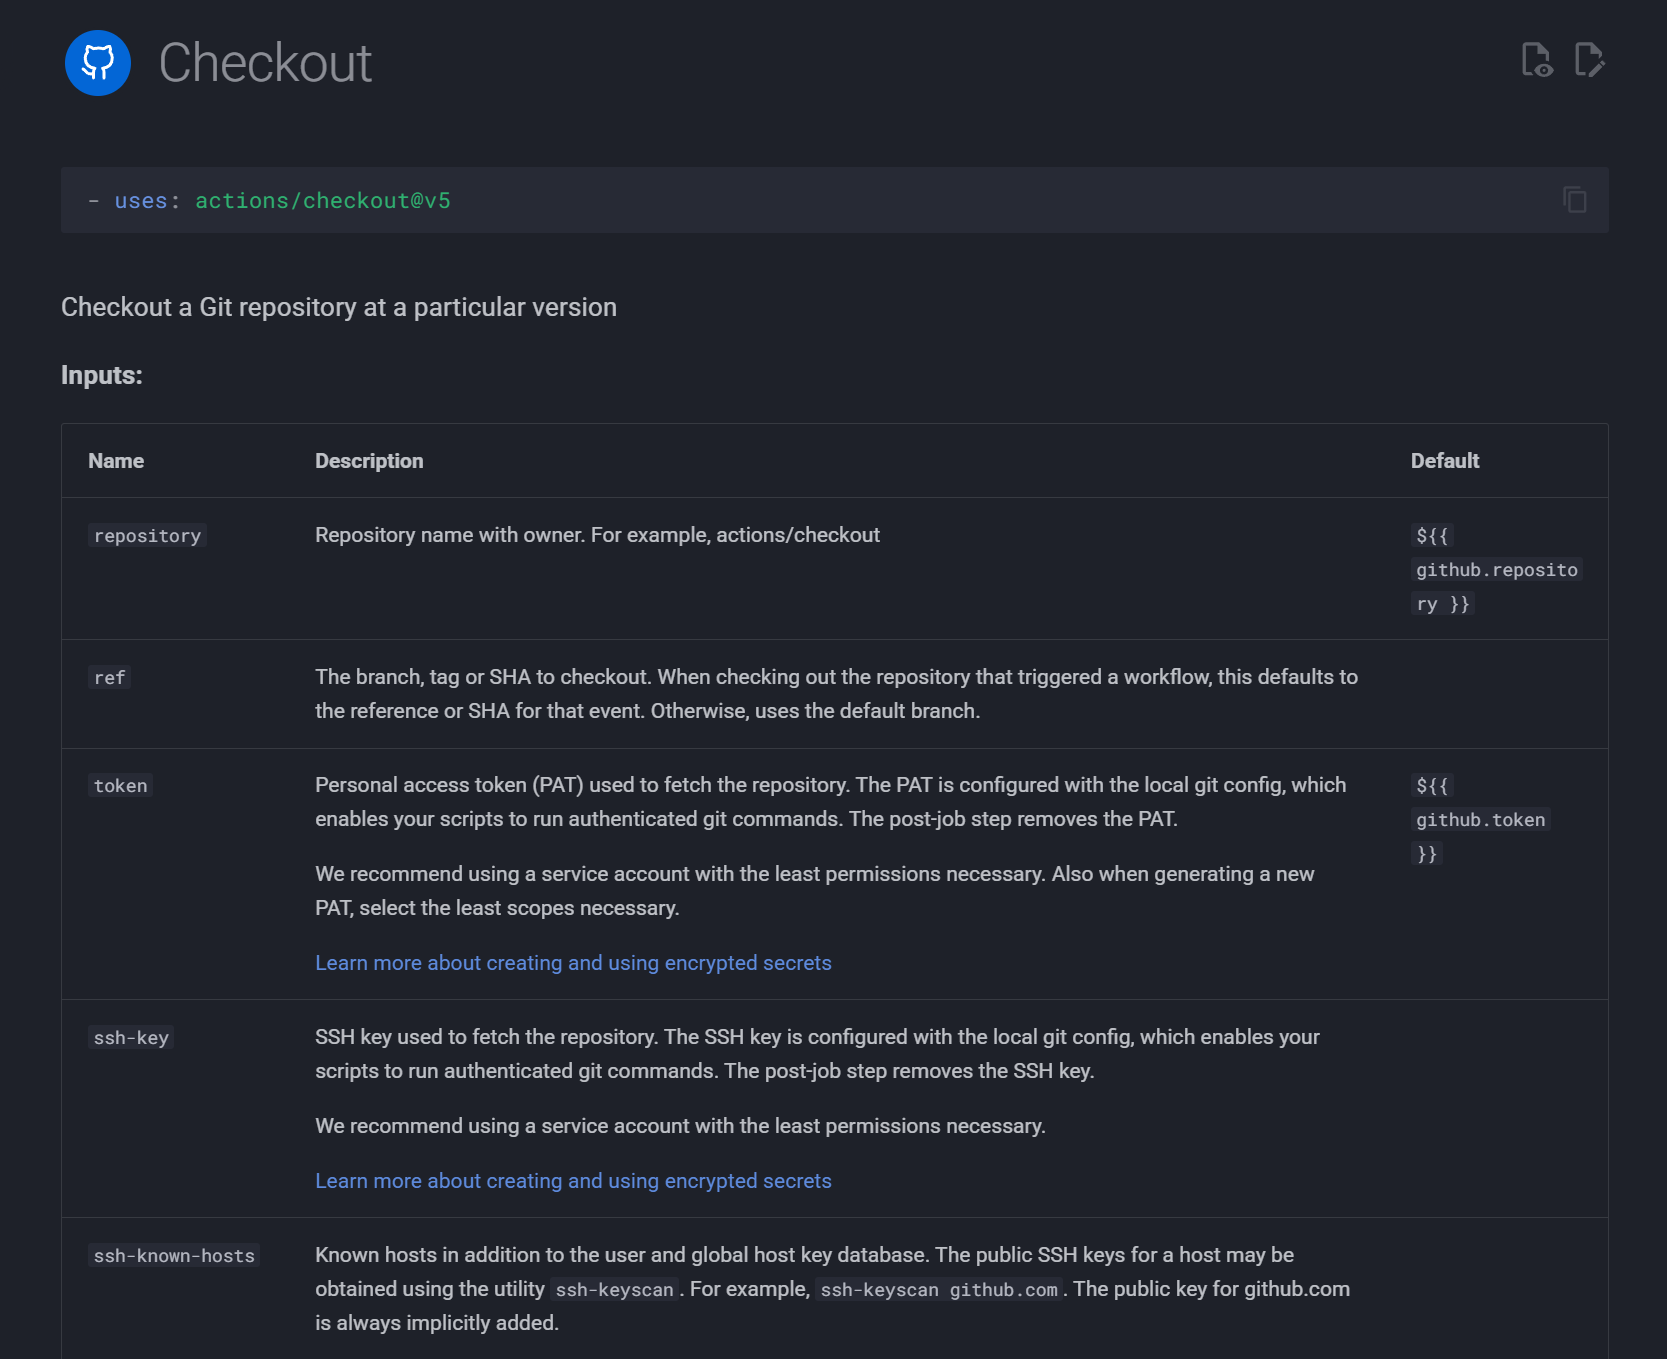 Checkout
- uses: actions/checkout@v5
Checkout a Git repository at a particular version
Inputs:
Name Description Default
repository Repository name with owner. For example, actions/checkout ${{
github.reposito
ry }}
ref The branch, tag or SHA to checkout. When checking out the repository that triggered a workflow, this defaults to
the reference or SHA for that event. Otherwise, uses the default branch.
token Personal access token (PAT) used to fetch the repository. The PAT is configured with the local git config, which ${{
enables your scripts to run authenticated git commands. The post-job step removes the PAT. github.token
}}
We recommend using a service account with the least permissions necessary. Also when generating a new
PAT, select the least scopes necessary.
Learn more about creating and using encrypted secrets
ssh-key SSH key used to fetch the repository. The SSH key is configured with the local git config, which enables your
scripts to run authenticated git commands. The post-job step removes the SSH key.
We recommend using a service account with the least permissions necessary.
Learn more about creating and using encrypted secrets
ssh-known-hosts Known hosts in addition to the user and global host key database. The public SSH keys for a host may be
obtained using the utility ssh-keyscan. For example, ssh-keyscan github.com. The public key for github.com
is always implicitly added.